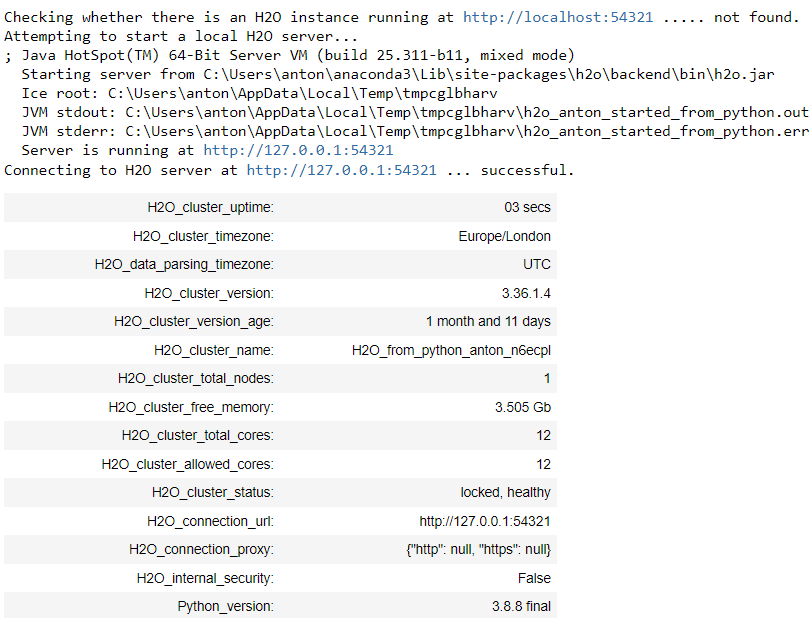 Checking whether there is an H2O instance running at http://localhost:54321 ..... not found.
Attempting to start a local H2O server...
; Java HotSpot(TM) 64-Bit Server VM (build 25.311-b11, mixed mode)
Starting server from C:\Users\anton\anaconda3\Lib\site-packages\h2o\backend\bin\h2o.jar
Ice root: C:\Users\anton\AppData\Local\Temp\tmpcglbharv
JVM stdout: C:\Users\anton\AppData\Local\Temp\tmpcglbharv\h2o_anton_started_from_python.out
JVM stderr: C:\Users\anton\AppData\Local\Temp\tmpcglbharv\h2o_anton_started_from_python.err
Server is running at http://127.0.0.1:54321
Connecting to H2O server at http://127.0.0.1:54321 ... successful.
H2O_cluster_uptime: 03 secs
H2O_cluster_timezone: Europe/London
H2O_data_parsing_timezone: UTC
H2O_cluster_version: 3.36.1.4
H2O_cluster_version_age: 1 month and 11 days
H2O_cluster_name: H2O_from_python_anton_n6ecpl
H2O_cluster_total_nodes: 1
H2O_cluster_free_memory: 3.505 Gb
H2O_cluster_total_cores: 12
H2O_cluster_allowed_cores: 12
H2O_cluster_status: locked, healthy
H2O_connection_url: http://127.0.0.1:54321
H2O_connection_proxy: {"http": null, "https": null}
H2O_internal_security: False
Python_version: 3.8.8 final